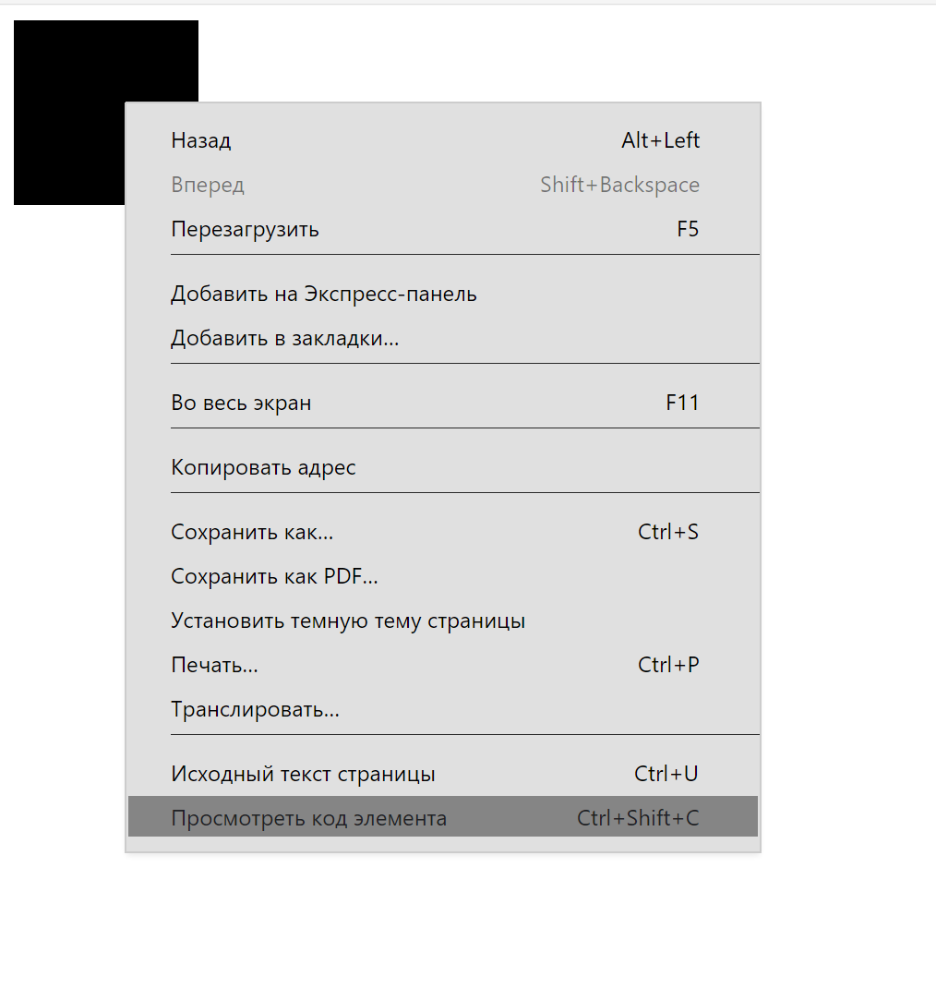 Назад Alt+Left
Вперед Shift+Backspace
Перезагрузить F5
Добавить на Экспресс-панель
Добавить в закладки...
Во весь экран F11
Копировать адрес
Сохранить как... Ctrl+S
Сохранить как PDF...
Установить темную тему страницы
Печать... Ctrl+P
Транслировать...
Исходный текст страницы Ctrl+U
Просмотреть код элемента Ctrl+Shift+C